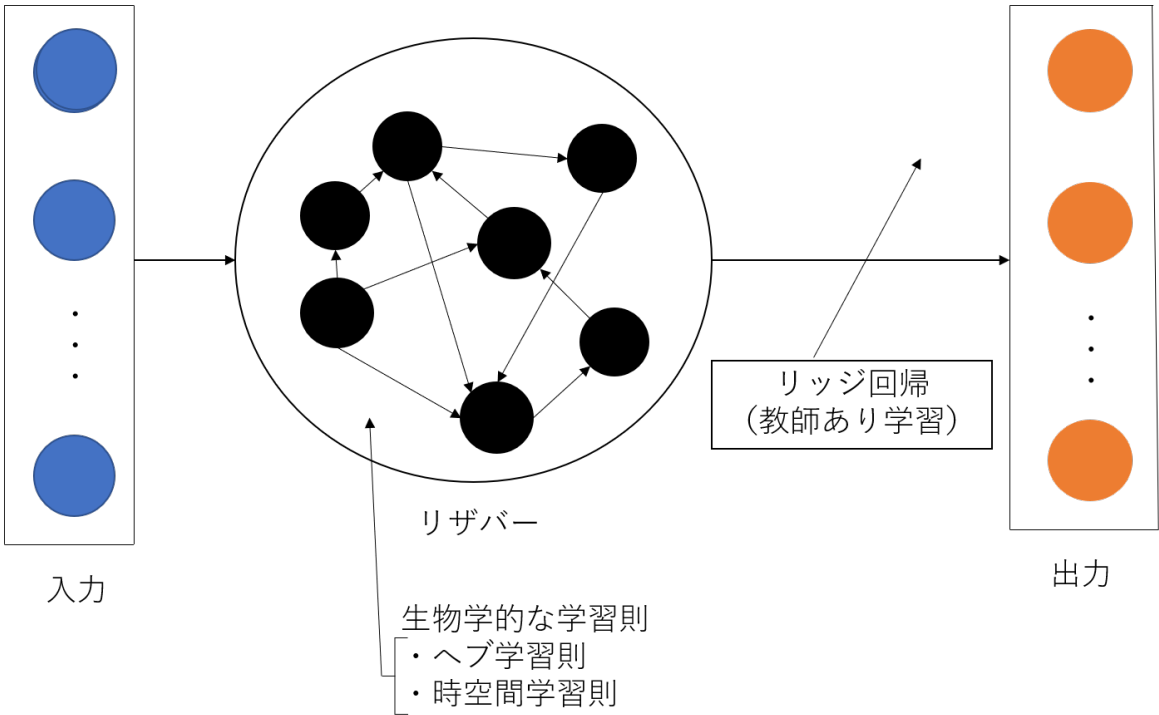 リッジ回帰
（教師あり学習）
リザバー
入力
出力
生物学的な学習則
・ヘブ学習則
・時空間学習則